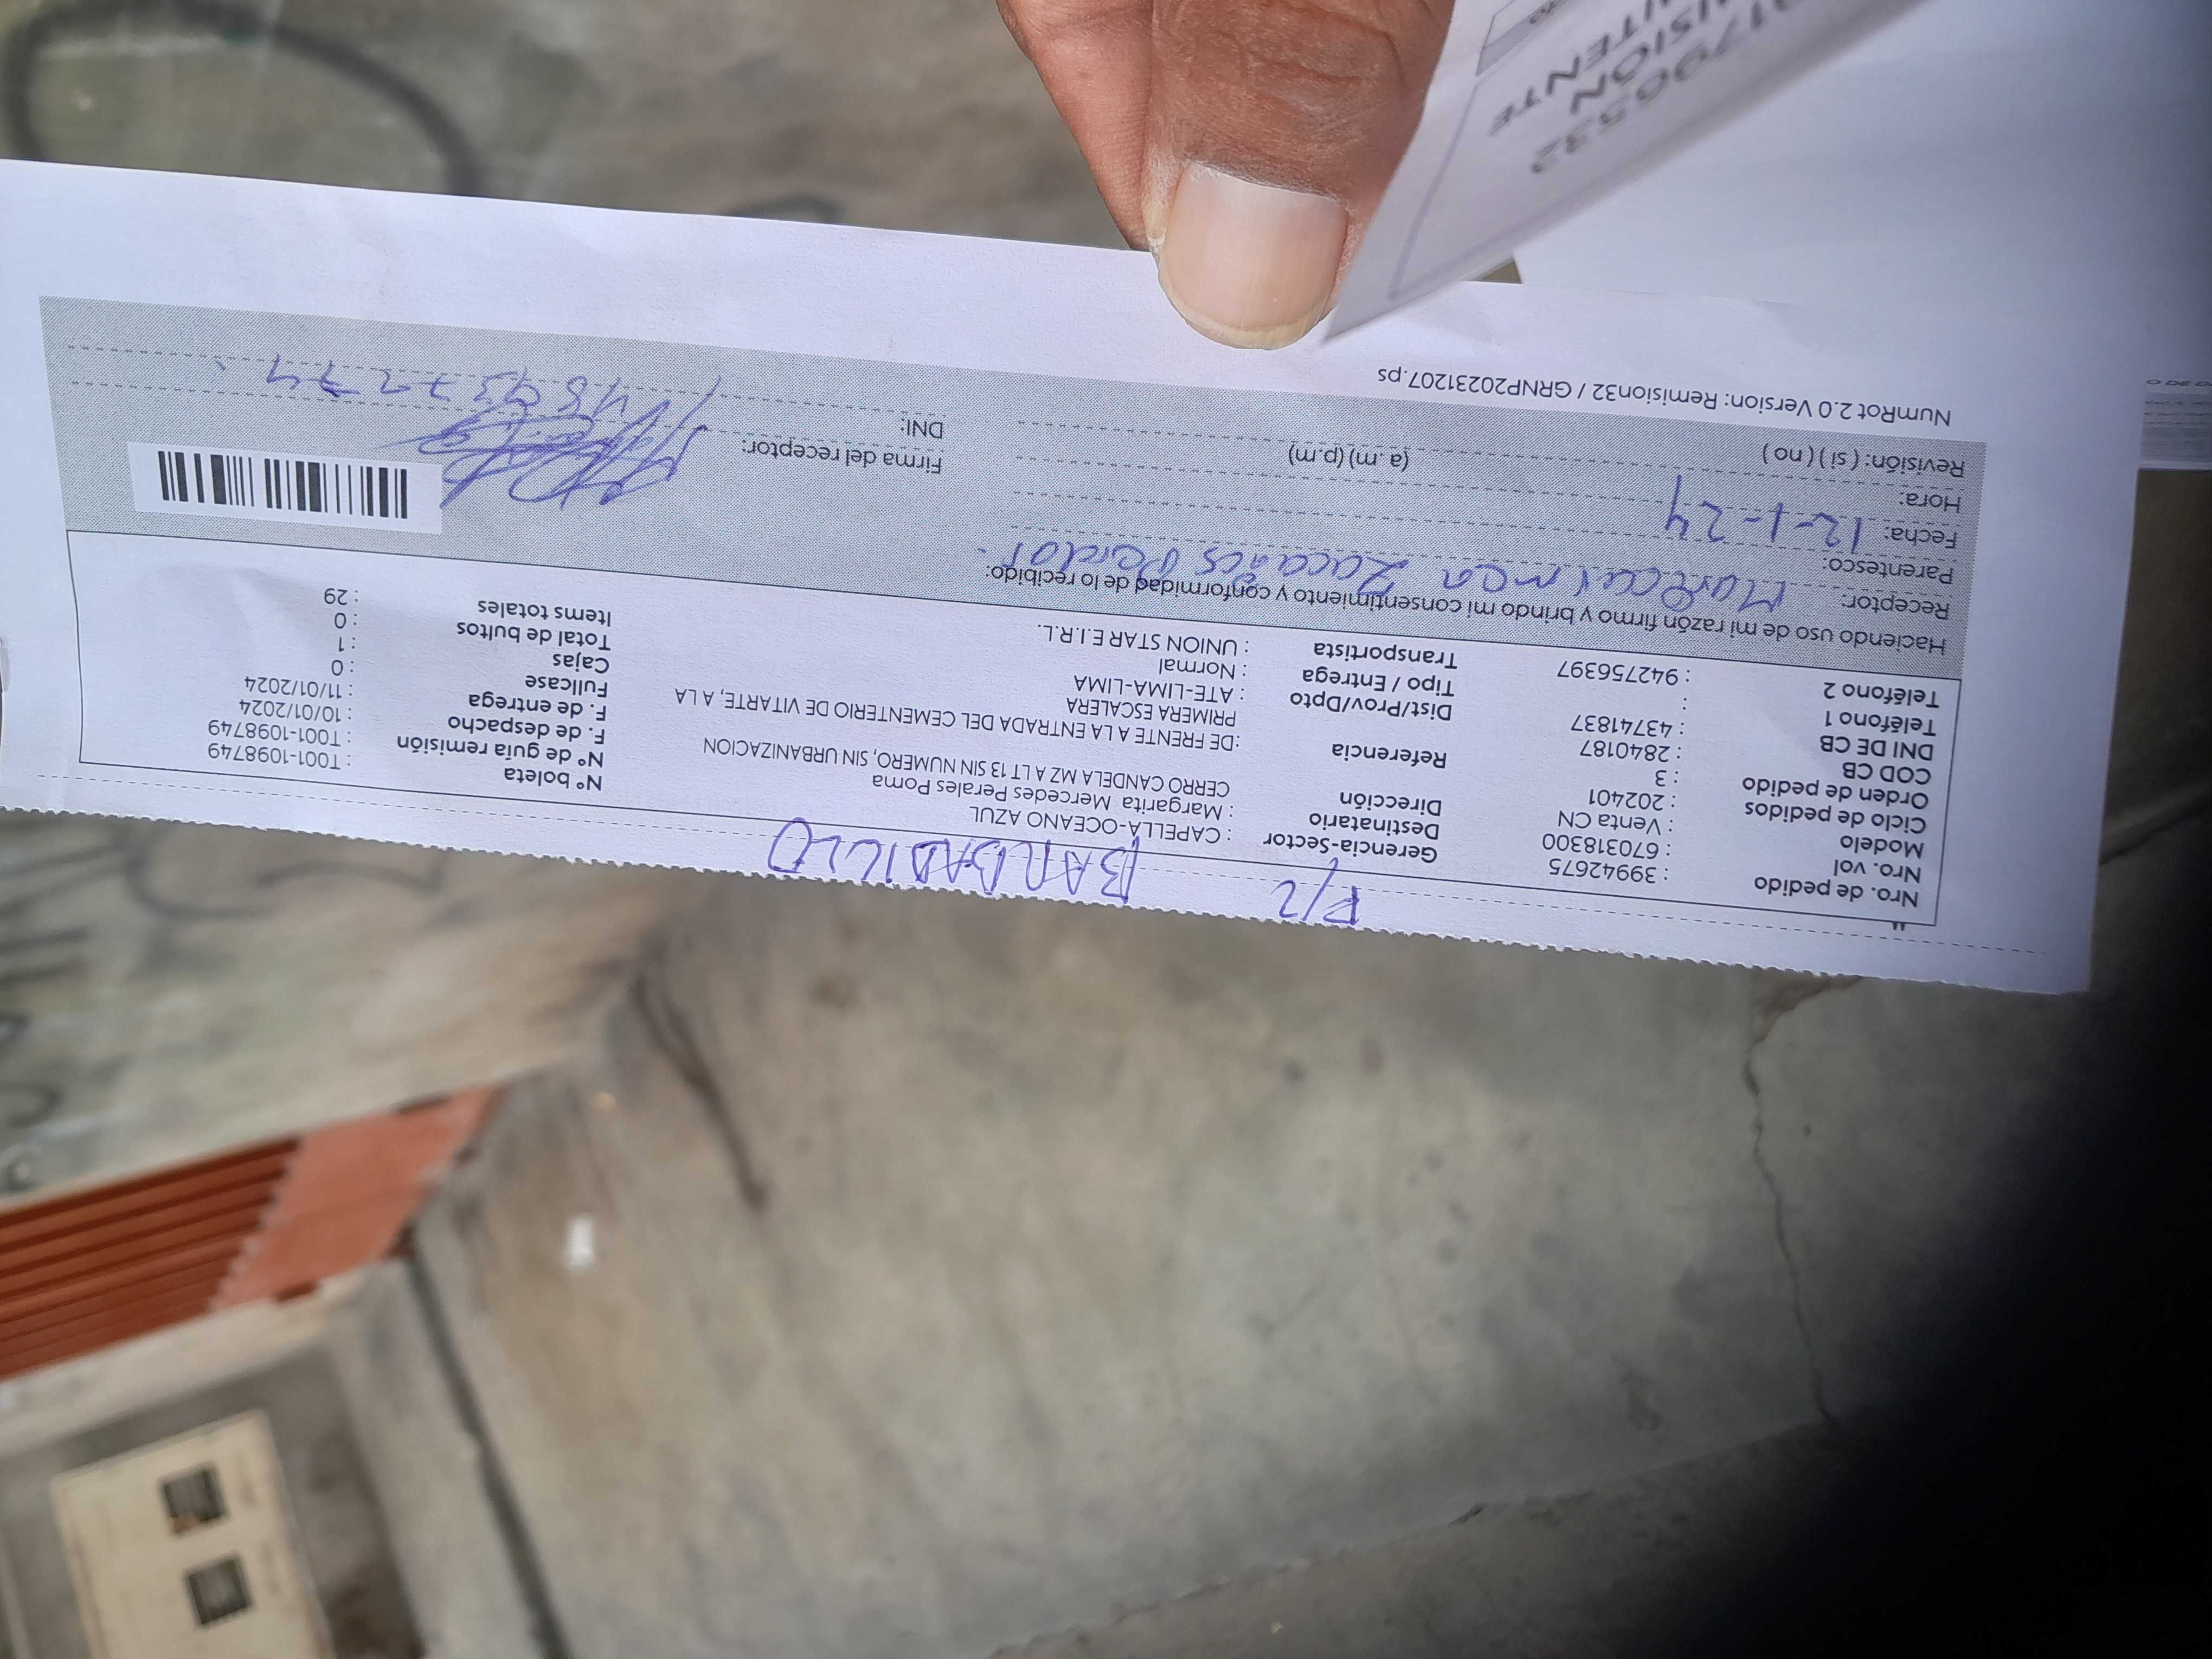 R/2 BARBADILLO
Nro. de pedido : 39942675 Gerencia-Sector : CAPELLA-OCEANO AZUL Nº boleta : T001-1098749
Nro. vol : 670318300 Destinatario : Margarita Mercedes Perales Poma Nº de guía remisión : T001-1098749
Modelo : Venta CN Dirección CERRO CANDELA MZ A LT 13 SIN NUMERO, SIN URBANIZACION F. de despacho : 10/01/2024
Ciclo de pedidos : 202401 Referencia :DE FRENTE A LA ENTRADA DEL CEMENTERIO DE VITARTE, A LA F. de entrega : 11/01/2024
Orden de pedido : 3 PRIMERA ESCALERA Fullcase : 0
COD CB : 2840187 Dist/Prov/Dpto : ATE-LIMA-LIMA Cajas : 1
DNI DE CB : 43741837 Tipo / Entrega : Normal Total de bultos : 0
Teléfono 1 : Transportista : UNION STAR E.I.R.L. Items totales : 29
Teléfono 2 : 942756397
Haciendo uso de mi razón firmo y brindo mi consentimiento y conformidad de lo recibido:
Receptor:
Parentesco:
Fecha: 12-1-24 Firma del receptor:
Hora: (a. m) (p.m) DNI:
Revisión: ( si ) ( no )
NumRot 2.0 Version: Remision32 / GRNP20231207.ps